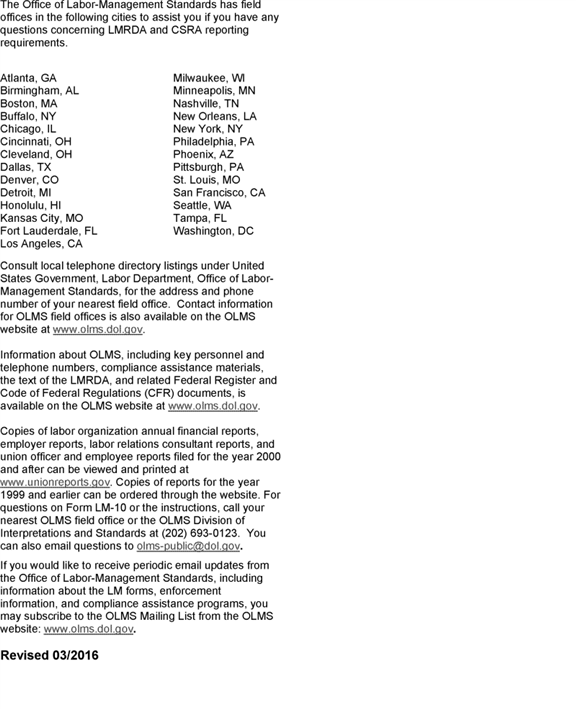 The Office of Labor-Management Standards has field
offices in the following cities to assist you if you have any
questions concerning LMRDA and CSRA reporting
requirements.
Atlanta, GA
Birmingham, AL
Boston, MA
Buffalo, NY
Chicago, IL
Cincinnati, OH
Cleveland, OH
Dallas, TX
Denver, CO
Detroit, MI
Honolulu, HI
Kansas City, MO
Fort Lauderdale, FL
Los Angeles, CA
Milwaukee, WI
Minneapolis, MN
Nashville, TN
New Orleans, LA
New York, NY
Philadelphia, PA
Phoenix, AZ
Pittsburgh, PA
St. Louis, MO
San Francisco, CA
Seattle, WA
Tampa, FL
Washington, DC
Consult local telephone directory listings under United
States Government, Labor Department, Office of Labor-
Management Standards, for the address and phone
number of your nearest field office.  Contact information
for OLMS field offices is also available on the OLMS
website at www.olms.dol.gov.
Information about OLMS, including key personnel and
telephone numbers, compliance assistance materials,
the text of the LMRDA, and related Federal Register and
Code of Federal Regulations (CFR) documents, is
available on the OLMS website at www.olms.dol.gov.
Copies of labor organization annual financial reports,
employer reports, labor relations consultant reports, and
union officer and employee reports filed for the year 2000
and after can be viewed and printed at
www.unionreports.gov. Copies of reports for the year
1999 and earlier can be ordered through the website. For
questions on Form LM-10 or the instructions, call your
nearest OLMS field office or the OLMS Division of
Interpretations and Standards at (202) 693-0123.  You
can also email questions to olms-public@dol.gov.
If you would like to receive periodic email updates from
the Office of Labor-Management Standards, including
information about the LM forms, enforcement
information, and compliance assistance programs, you
may subscribe to the OLMS Mailing List from the OLMS
website: www.olms.dol.gov.
Revised 03/2016